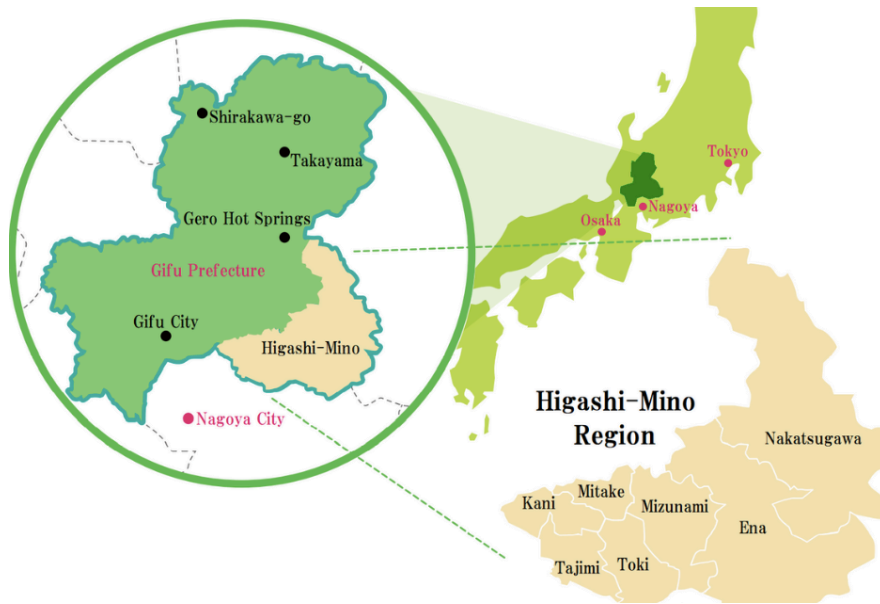 Shirakawa-go
Takayama
Gero Hot Springs
Gifu Prefecture
Gifu City
Higashi-Mino
Nagoya City
Tokyo
Nagoya
Osaka
Higashi-Mino
Region
Nakatsugawa
Mitake
Kani
Mizunami
Ena
Tajimi
Toki